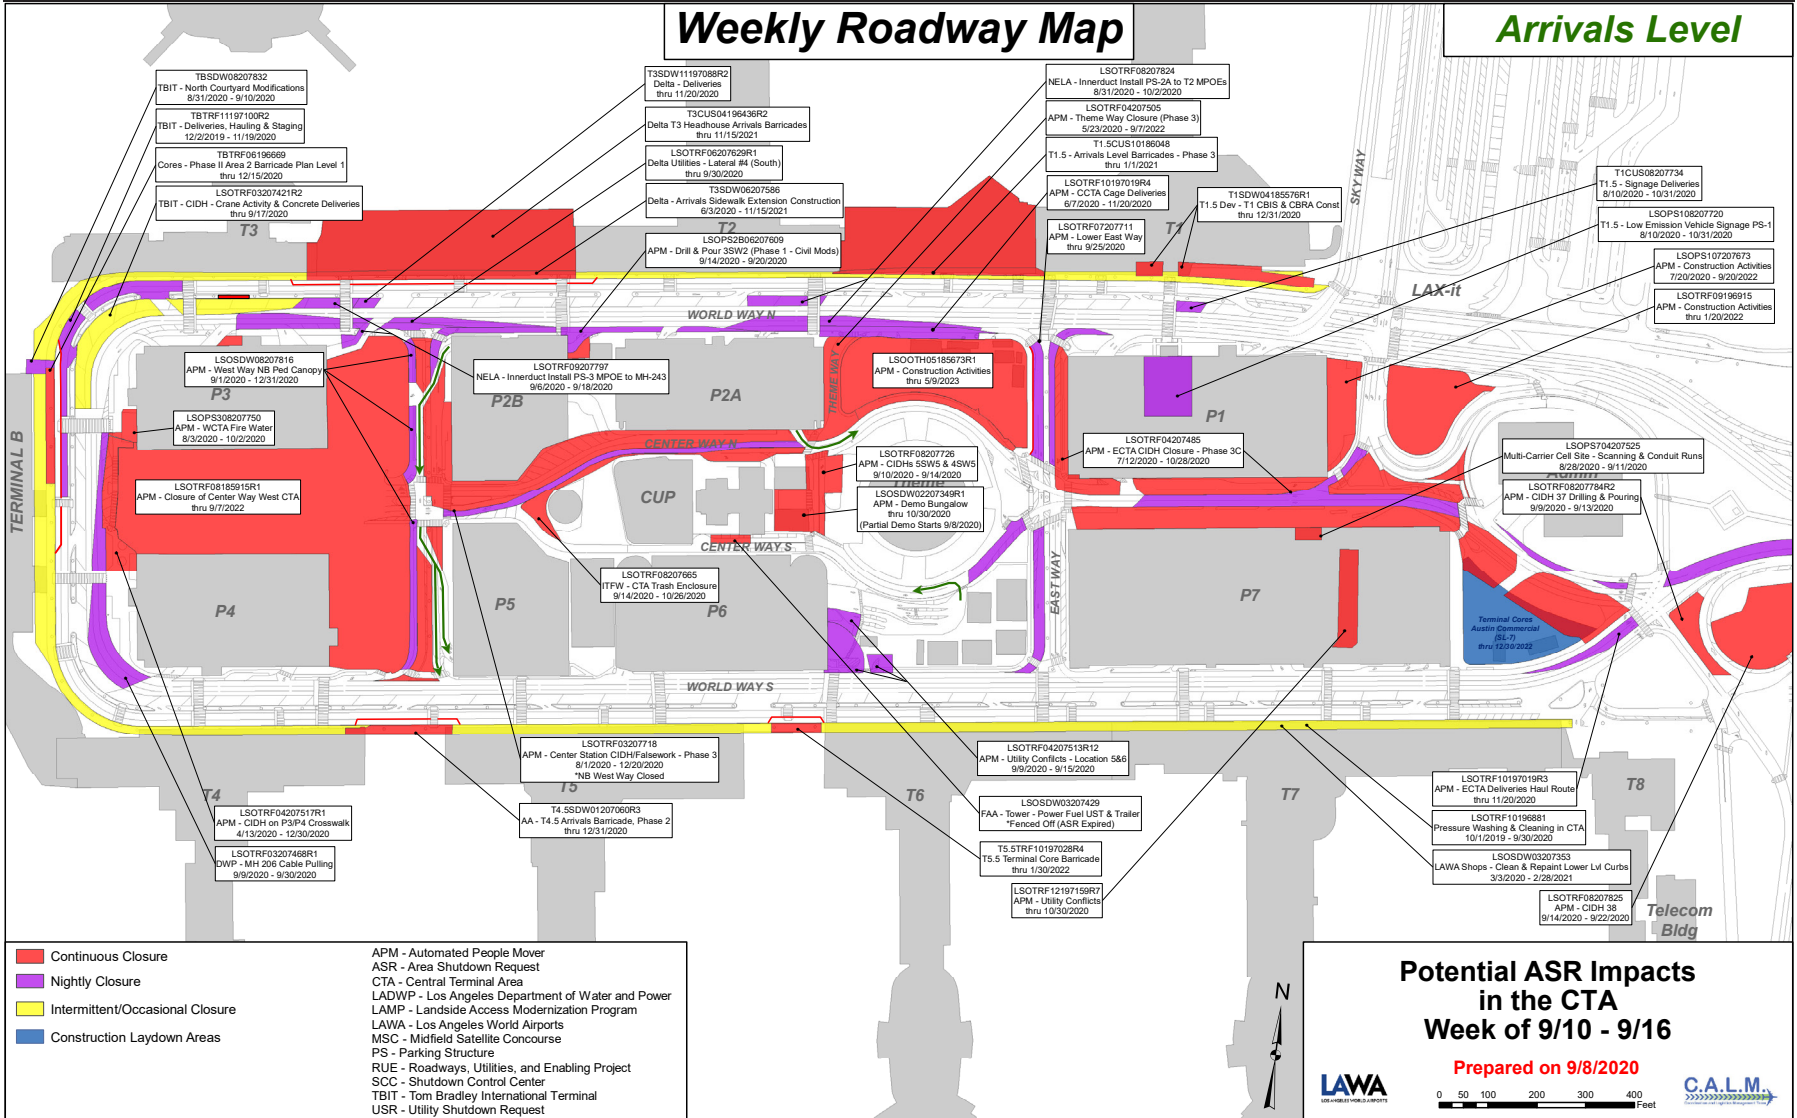 Weekly Roadway Map
Arrivals Level
TBSDW08207832
TBIT - North Courtyard Modifications
8/31/2020 - 9/10/2020
TBTRF11197100R2
TBIT - Deliveries, Hauling & Staging
12/2/2019 - 11/19/2020
TBTRF06196669
Cores - Phase II Area 2 Barricade Plan Level 1
thru 12/15/2020
LSOTRF03207421R2
TBIT - CIDH - Crane Activity & Concrete Deliveries
thru 9/17/2020
T3SDW11197088R2
Delta - Deliveries
thru 11/20/2020
T3CUS04196436R2
Delta T3 Headhouse Arrivals Barricades
thru 11/15/2021
LSOTRF06207629R1
Delta Utilities - Lateral #4 (South)
thru 9/30/2020
T3SDW06207586
Delta - Arrivals Sidewalk Extension Construction
6/3/2020 - 11/15/2021
LSOPS2B06207609
APM - Drill & Pour 3SW2 (Phase 1 - Civil Mods)
9/14/2020 - 9/20/2020
LSOTRF08207824
NELA - Innerduct Install PS-2A to T2 MPOEs
8/31/2020 - 10/2/2020
LSOTRF04207505
APM - Theme Way Closure (Phase 3)
5/23/2020 - 9/7/2022
T1.5CUS10186048
T1.5 - Arrivals Level Barricades - Phase 3
thru 1/1/2021
LSOTRF10197019R4
APM - CCTA Cage Deliveries
6/7/2020 - 11/20/2020
LSOTRF07207711
APM - Lower East Way
thru 9/25/2020
T1SDW04185576R1
T1.5 Dev - T1 CBIS & CBRA Const
thru 12/31/2020
T1CUS08207734
T1.5 - Signage Deliveries
8/10/2020 - 10/31/2020
LSOPS108207720
T1.5 - Low Emission Vehicle Signage PS-1
8/10/2020 - 10/31/2020
LSOPS107207673
APM - Construction Activities
7/20/2020 - 9/20/2022
LSOTRF09196915
APM - Construction Activities
thru 1/20/2022
T3
T2
T1
SKY WAY
LAX-it
WORLD WAY N
LSOSDW08207816
APM - West Way NB Ped Canopy
9/1/2020 - 12/31/2020
P3
LSOPS308207750
APM - WCTA Fire Water
8/3/2020 - 10/2/2020
LSOTRF09207797
NELA - Innerduct Install PS-3 MPOE to MH-243
9/6/2020 - 9/18/2020
P2B
P2A
THEME WAY
LSOOTH05185673R1
APM - Construction Activities
thru 5/9/2023
P1
CENTER WAY N
LSOTRF04207485
APM - ECTA CIDH Closure - Phase 3C
7/12/2020 - 10/28/2020
LSOPS704207525
Multi-Carrier Cell Site - Scanning & Conduit Runs
8/28/2020 - 9/11/2020
Admin
LSOTRF08207784R2
APM - CIDH 37 Drilling & Pouring
9/9/2020 - 9/13/2020
TERMINAL B
LSOTRF08185915R1
APM - Closure of Center Way West CTA
thru 9/7/2022
CUP
LSOTRF08207726
APM - CIDHs 5SW5 & 4SW5
9/10/2020 - 9/14/2020
Theme
LSOSDW02207349R1
APM - Demo Bungalow
thru 10/30/2020
(Partial Demo Starts 9/8/2020)
CENTER WAY S
LSOTRF08207665
ITFW - CTA Trash Enclosure
9/14/2020 - 10/26/2020
EAST WAY
P4
P5
P6
P7
Terminal Cores
Austin Commercial
(SL-7)
thru 12/30/2022
WORLD WAY S
LSOTRF03207718
APM - Center Station CIDH/Falsework - Phase 3
8/1/2020 - 12/20/2020
*NB West Way Closed
LSOTRF04207513R12
APM - Utility Confilcts - Location 5&6
9/9/2020 - 9/15/2020
T4
T5
T6
T7
T8
LSOTRF04207517R1
APM - CIDH on P3/P4 Crosswalk
4/13/2020 - 12/30/2020
LSOTRF03207468R1
DWP - MH 206 Cable Pulling
9/9/2020 - 9/30/2020
T4.5SDW01207060R3
AA - T4.5 Arrivals Barricade, Phase 2
thru 12/31/2020
LSOSDW03207429
FAA - Tower - Power Fuel UST & Trailer
*Fenced Off (ASR Expired)
T5.5TRF10197028R4
T5.5 Terminal Core Barricade
thru 1/30/2022
LSOTRF12197159R7
APM - Utility Conflicts
thru 10/30/2020
LSOTRF10197019R3
APM - ECTA Deliveries Haul Route
thru 11/20/2020
LSOTRF10196881
Pressure Washing & Cleaning in CTA
10/1/2019 - 9/30/2020
LSOSDW03207353
LAWA Shops - Clean & Repaint Lower Lvl Curbs
3/3/2020 - 2/28/2021
LSOTRF08207825
APM - CIDH 38
9/14/2020 - 9/22/2020
Telecom
Bldg
Continuous Closure
Nightly Closure
Intermittent/Occasional Closure
Construction Laydown Areas
APM - Automated People Mover
ASR - Area Shutdown Request
CTA - Central Terminal Area
LADWP - Los Angeles Department of Water and Power
LAMP - Landside Access Modernization Program
LAWA - Los Angeles World Airports
MSC - Midfield Satellite Concourse
PS - Parking Structure
RUE - Roadways, Utilities, and Enabling Project
SCC - Shutdown Control Center
TBIT - Tom Bradley International Terminal
USR - Utility Shutdown Request
N
Potential ASR Impacts
in the CTA
Week of 9/10 - 9/16
Prepared on 9/8/2020
LAWA
LOS ANGELES WORLD AIRPORTS
0 50 100 200 300 400
Feet
C.A.L.M.